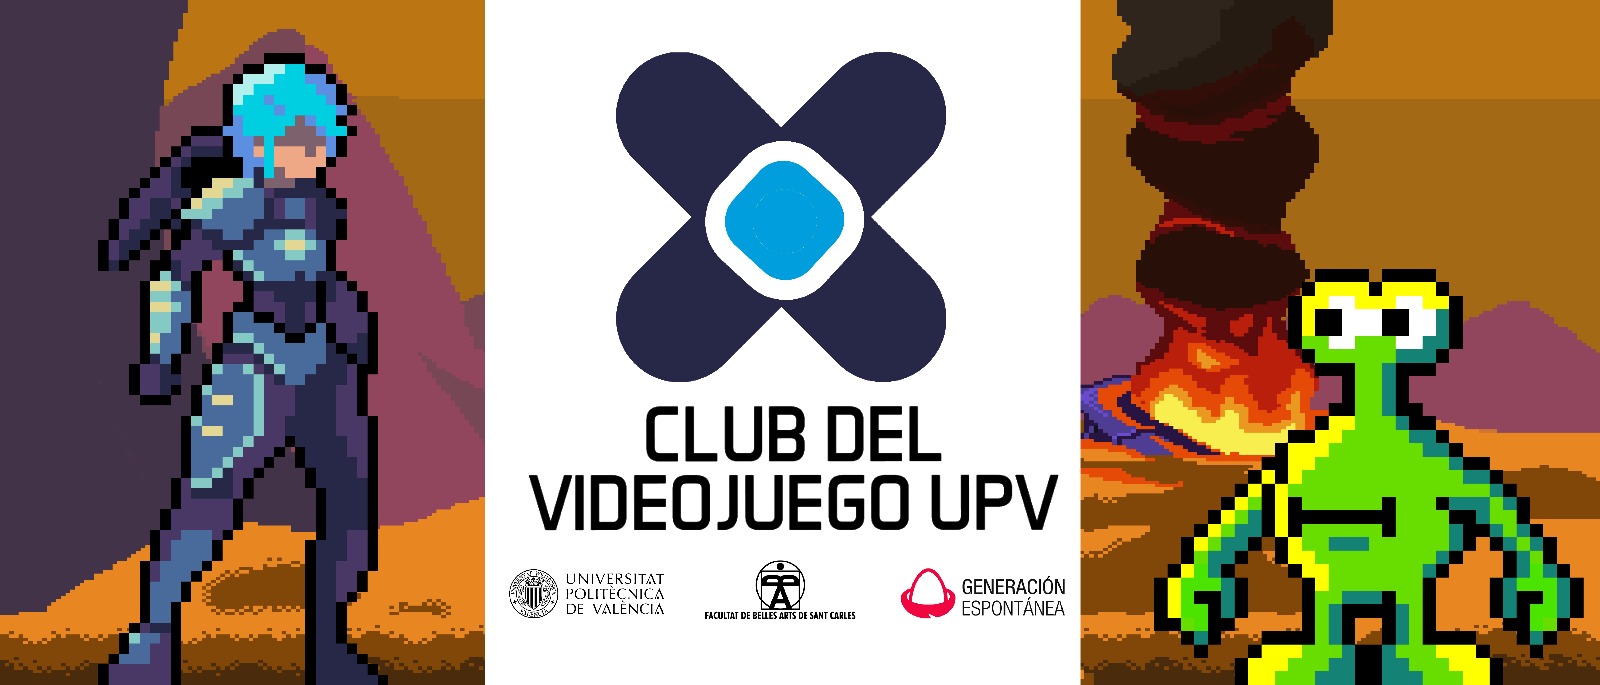 CLUB DEL
VIDEOJUEGO UPV
UNIVERSITAT
POLITÈCNICA
DE VALÈNCIA
FACULTAT DE BELLES ARTS DE SANT CARLES
GENERACIÓN
ESPONTÁNEA